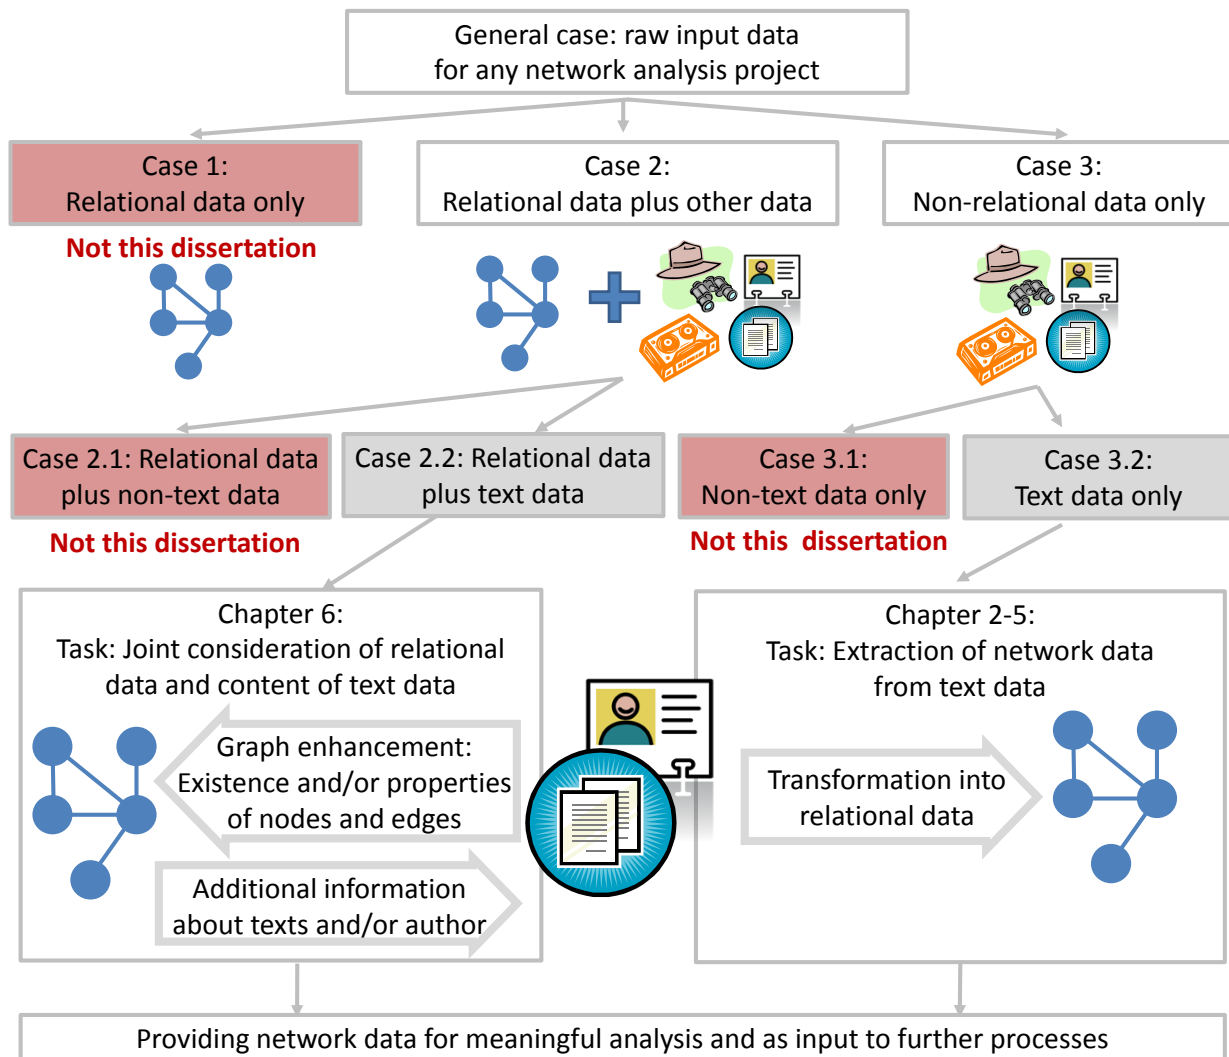 General case: raw input data
for any network analysis project
Case 1:
Relational data only
Case 2:
Relational data plus other data
Case 3:
Non-relational data only
Not this dissertation
Case 2.1: Relational data
plus non-text data
Case 2.2: Relational data
plus text data
Case 3.1:
Non-text data only
Case 3.2:
Text data only
Not this dissertation
Not this  dissertation
Chapter 6:
Task: Joint consideration of relational
data and content of text data
Graph enhancement:
Existence and/or properties
of nodes and edges
Additional information
about texts and/or author
Chapter 2-5:
Task: Extraction of network data
from text data
Transformation into
relational data
Providing network data for meaningful analysis and as input to further processes